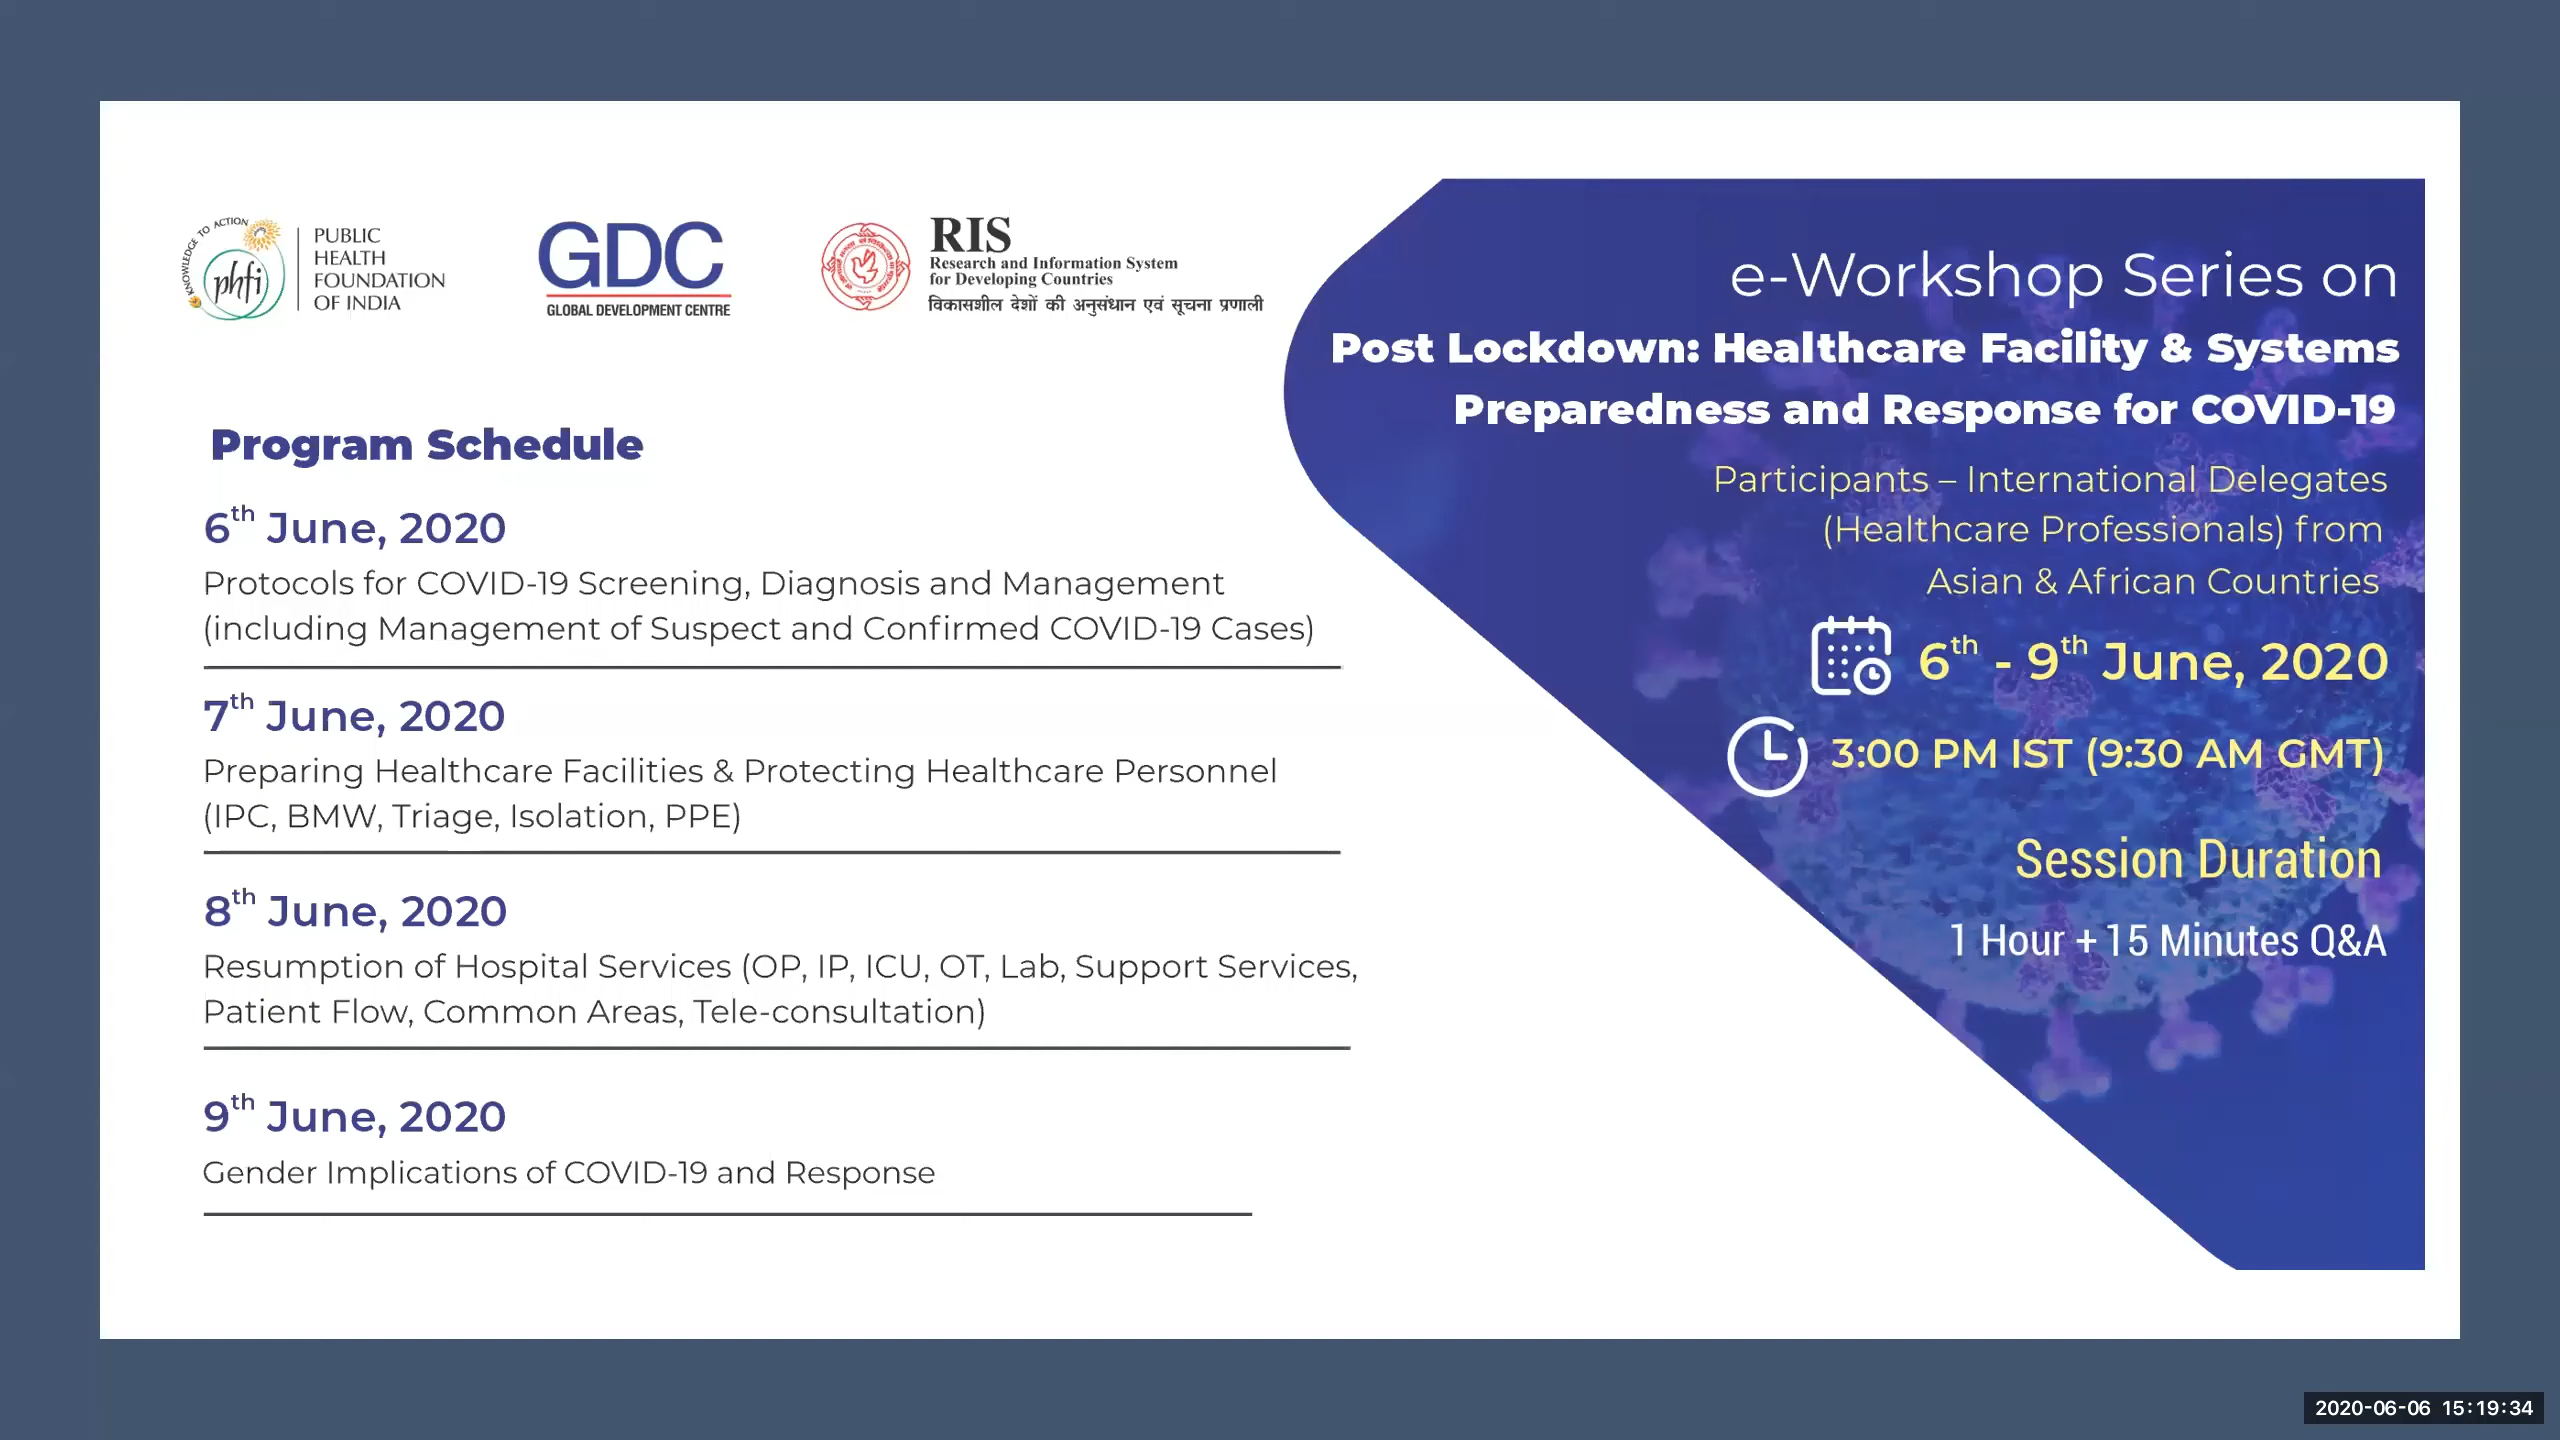 KNOWLEDGE TO ACTION
phfi
PUBLIC
HEALTH
FOUNDATION
OF INDIA
GDC
GLOBAL DEVELOPMENT CENTRE
RIS
Research and Information System
for Developing Countries
विकासशील देशों की अनुसंधान एवं सूचना प्रणाली
Program Schedule
6th June, 2020
Protocols for COVID-19 Screening, Diagnosis and Management
(including Management of Suspect and Confirmed COVID-19 Cases)
7th June, 2020
Preparing Healthcare Facilities & Protecting Healthcare Personnel
(IPC, BMW, Triage, Isolation, PPE)
8th June, 2020
Resumption of Hospital Services (OP, IP, ICU, OT, Lab, Support Services,
Patient Flow, Common Areas, Tele-consultation)
9th June, 2020
Gender Implications of COVID-19 and Response
e-Workshop Series on
Post Lockdown: Healthcare Facility & Systems
Preparedness and Response for COVID-19
Participants – International Delegates
(Healthcare Professionals) from
Asian & African Countries
6th - 9th June, 2020
3:00 PM IST (9:30 AM GMT)
Session Duration
1 Hour + 15 Minutes Q&A
2020-06-06 15:19:34